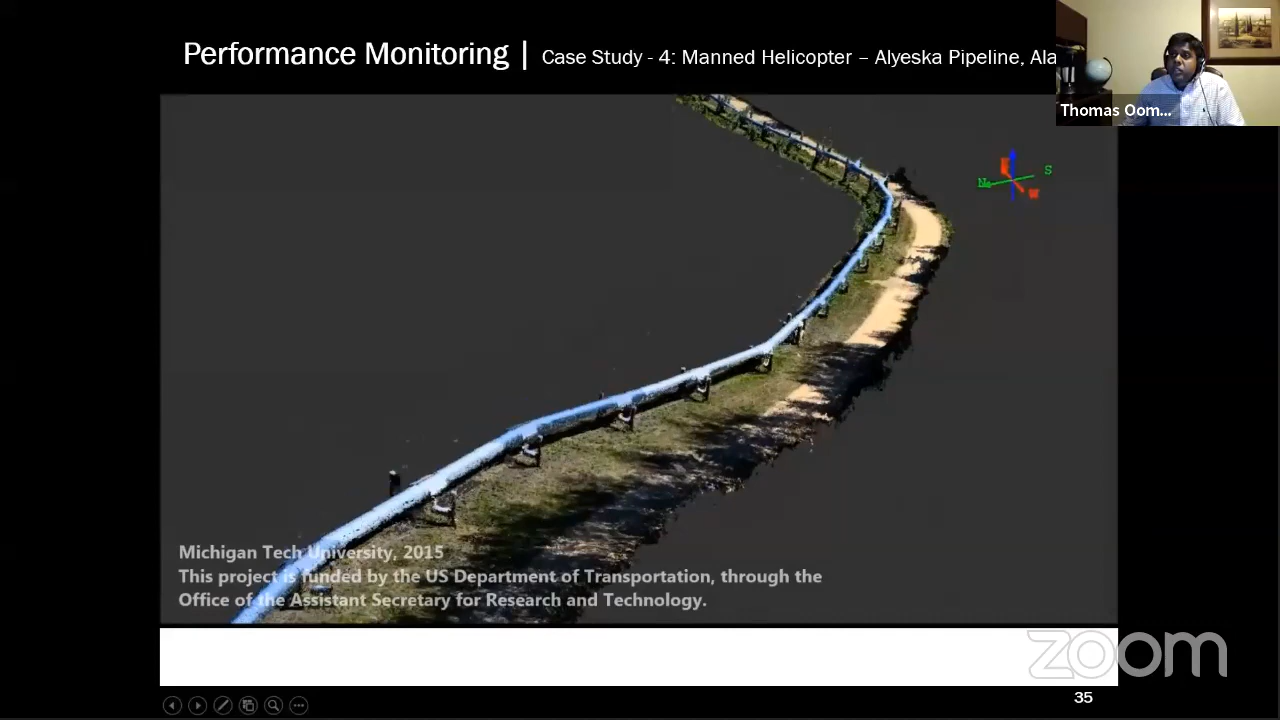 Performance Monitoring | Case Study - 4: Manned Helicopter – Alyeska Pipeline, Ala
Thomas Oom...
N S
W
Michigan Tech University, 2015
This project is funded by the US Department of Transportation, through the
Office of the Assistant Secretary for Research and Technology.
zoom
35